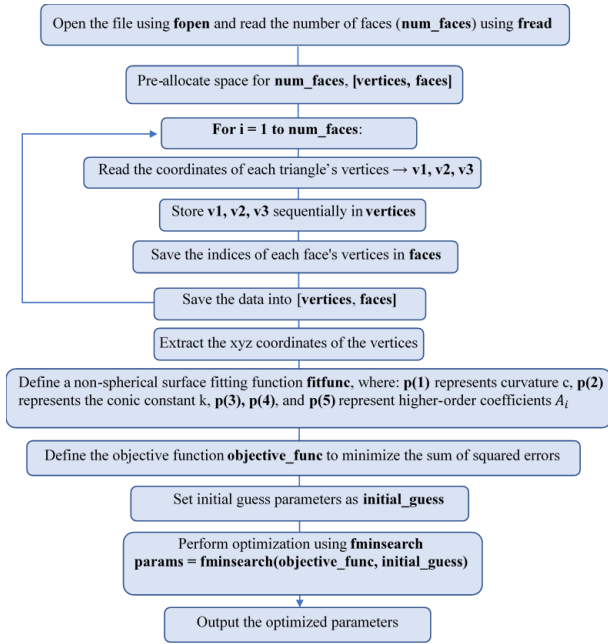 Open the file using fopen and read the number of faces (num_faces) using fread
Pre-allocate space for num_faces, [vertices, faces]
For i = 1 to num_faces:
Read the coordinates of each triangle's vertices → v1, v2, v3
Store v1, v2, v3 sequentially in vertices
Save the indices of each face's vertices in faces
Save the data into [vertices, faces]
Extract the xyz coordinates of the vertices
Define a non-spherical surface fitting function fitfunc, where: p(1) represents curvature c, p(2)
represents the conic constant k, p(3), p(4), and p(5) represent higher-order coefficients A_i
Define the objective function objective_func to minimize the sum of squared errors
Set initial guess parameters as initial_guess
Perform optimization using fminsearch
params = fminsearch(objective_func, initial_guess)
Output the optimized parameters